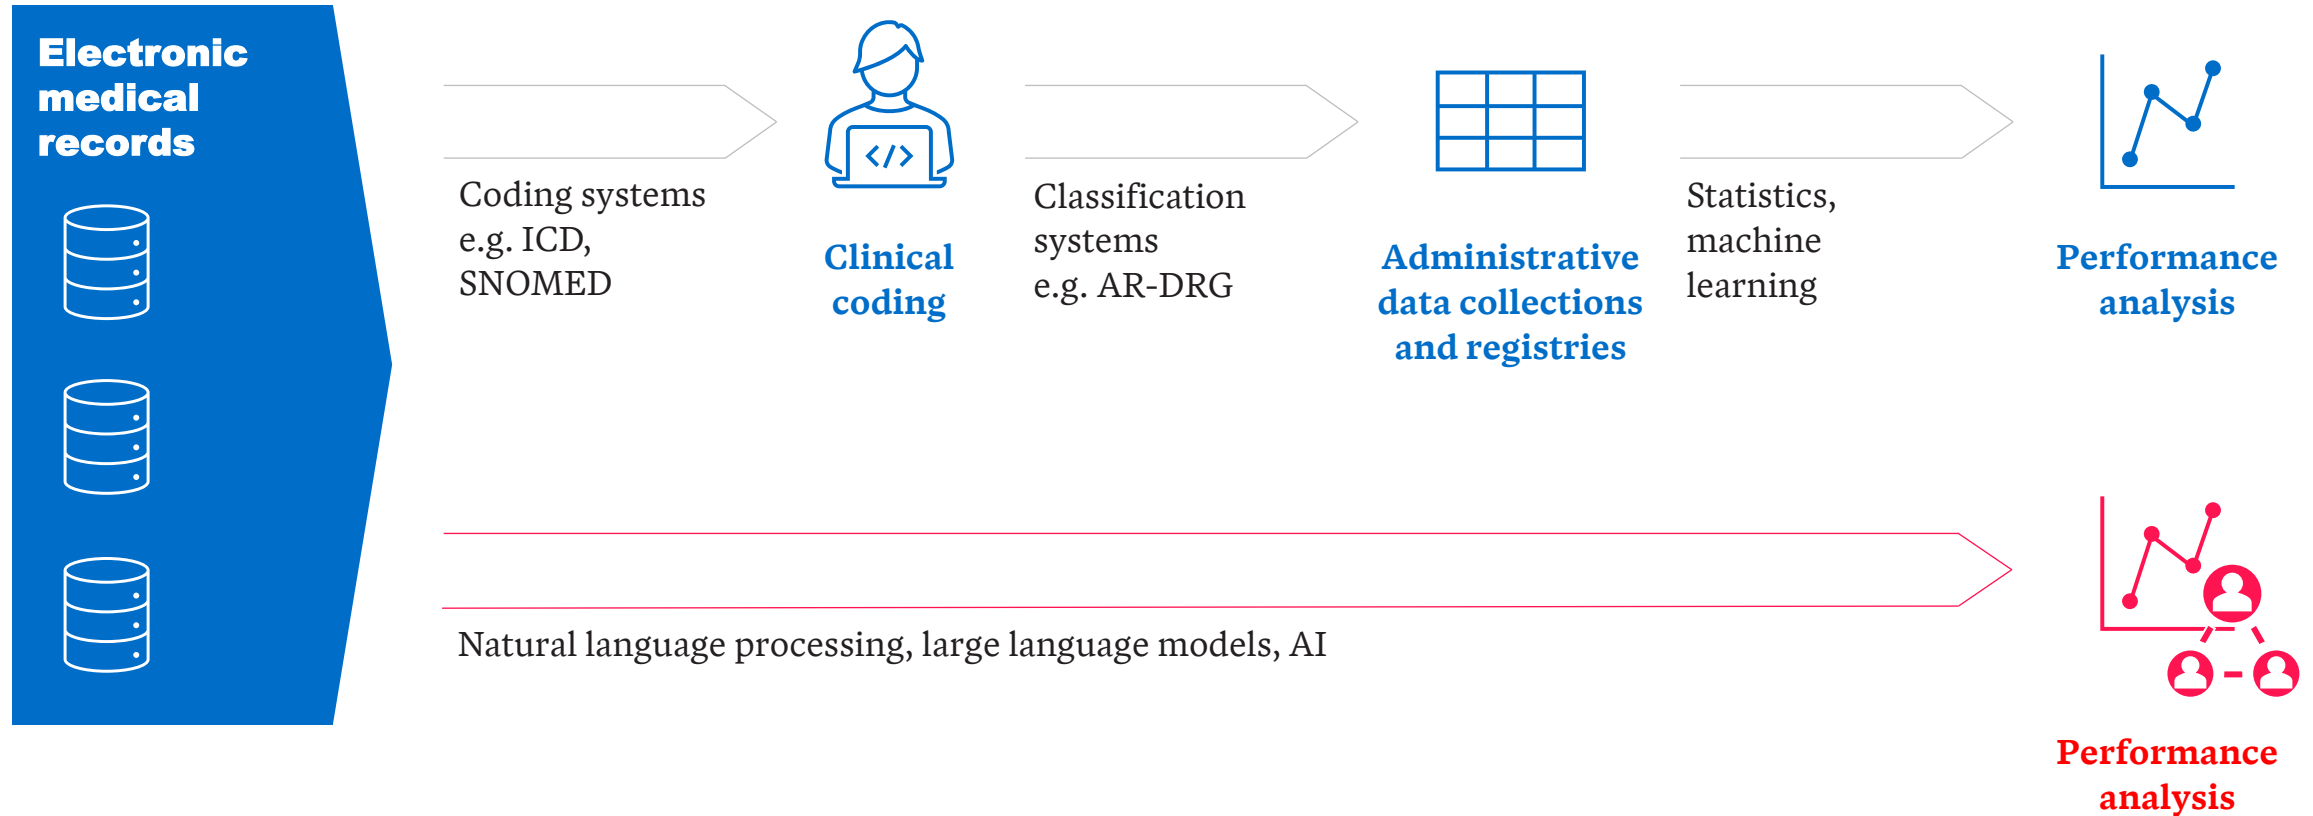 Electronic
medical
records
Coding systems
e.g. ICD,
SNOMED
</>
Clinical
coding
Classification
systems
e.g. AR-DRG
Administrative
data collections
and registries
Statistics,
machine
learning
Performance
analysis
Natural language processing, large language models, AI
Performance
analysis